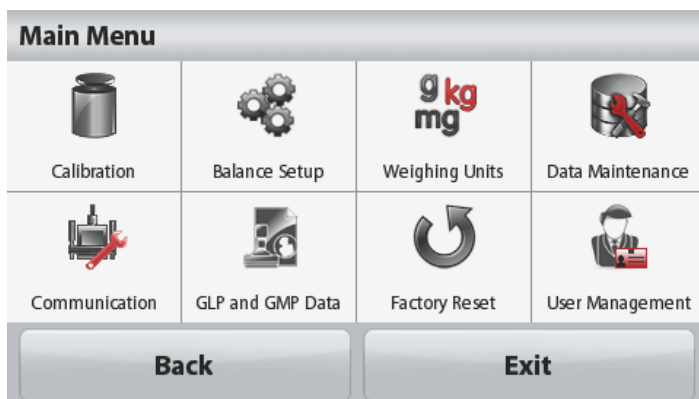 Main Menu
g kg
mg
Calibration
Balance Setup
Weighing Units
Data Maintenance
Communication
GLP and GMP Data
Factory Reset
User Management
Back
Exit